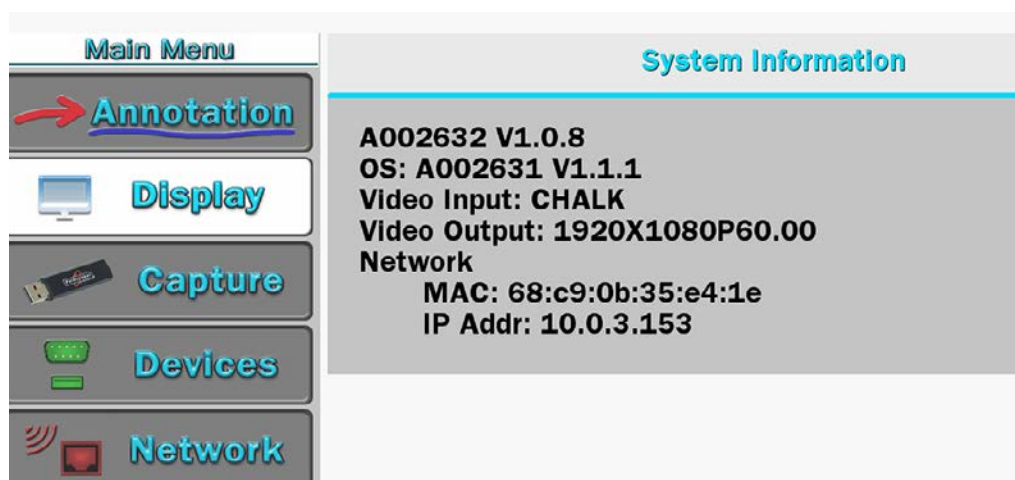 Main Menu
Annotation
Display
Capture
Devices
Network
System Information
A002632 V1.0.8
OS: A002631 V1.1.1
Video Input: CHALK
Video Output: 1920X1080P60.00
Network
MAC: 68:c9:0b:35:e4:1e
IP Addr: 10.0.3.153